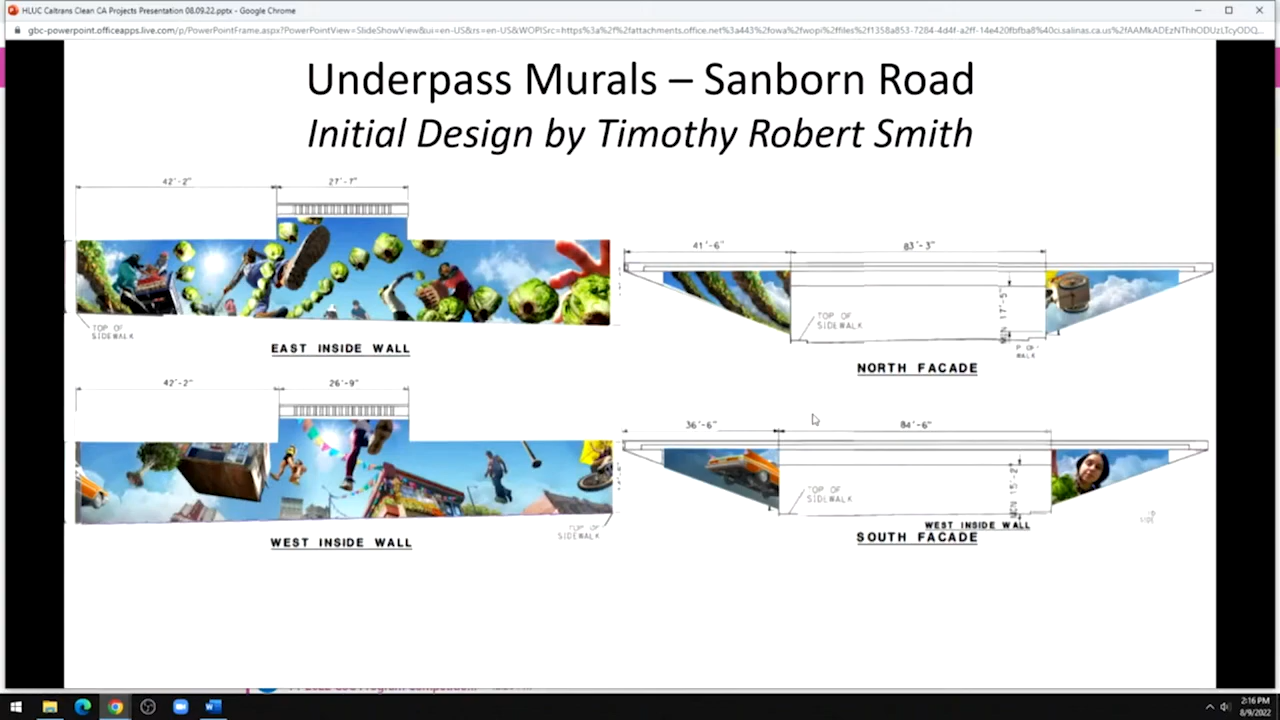 HLUC Caltrans Clean CA Projects Presentation 08.09.22.pptx - Google Chrome
Underpass Murals – Sanborn Road
Initial Design by Timothy Robert Smith
42'-2"
27'-7"
TOP OF
SIDEWALK
EAST INSIDE WALL
41'-6"
83'-3"
TOP OF
SIDEWALK
MIN 17'-5"
NORTH FACADE
42'-2"
26'-9"
TOP OF
SIDEWALK
WEST INSIDE WALL
36'-6"
84'-6"
TOP OF
SIDEWALK
WEST INSIDE WALL
SOUTH FACADE
2:16 PM
8/9/2022